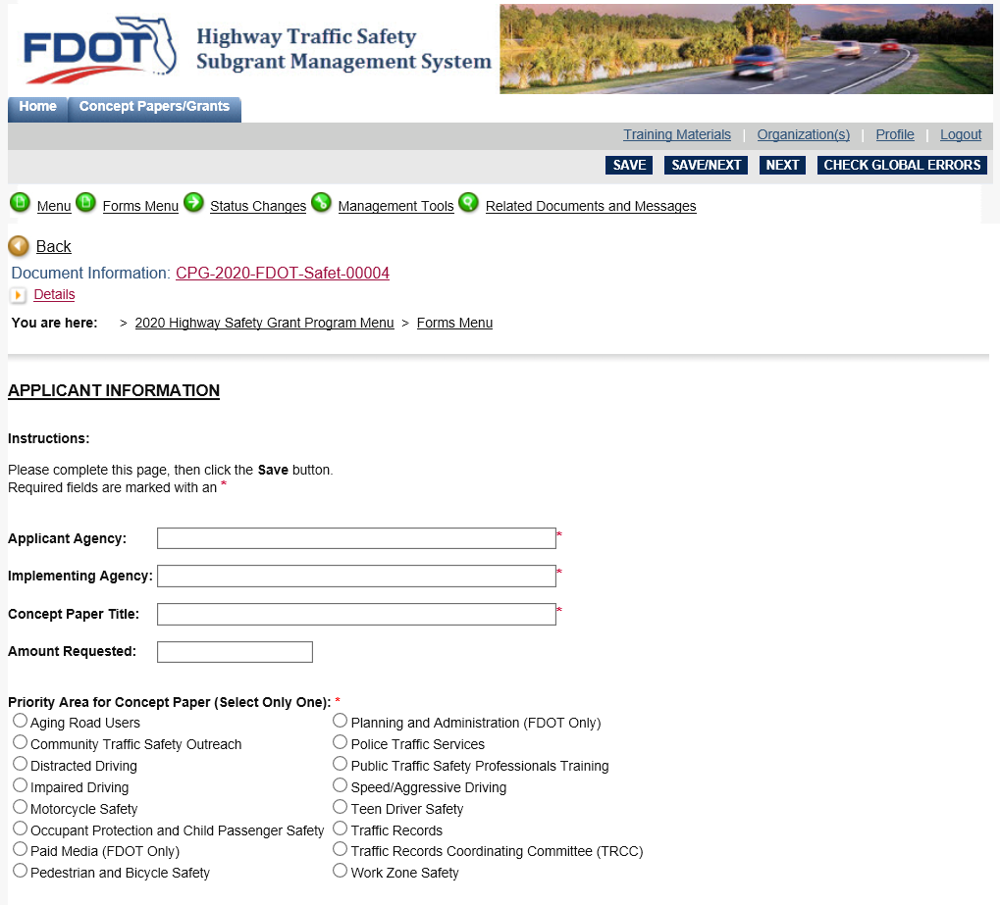 FDOT
Highway Traffic Safety
Subgrant Management System
Home Concept Papers/Grants
Training Materials | Organization(s) | Profile | Logout
SAVE SAVE/NEXT NEXT CHECK GLOBAL ERRORS
Menu Forms Menu Status Changes Management Tools Related Documents and Messages
Back
Document Information: CPG-2020-FDOT-Safet-00004
Details
You are here: > 2020 Highway Safety Grant Program Menu > Forms Menu
APPLICANT INFORMATION
Instructions:
Please complete this page, then click the Save button.
Required fields are marked with an *
Applicant Agency: *
Implementing Agency: *
Concept Paper Title: *
Amount Requested:
Priority Area for Concept Paper (Select Only One): *
Aging Road Users Planning and Administration (FDOT Only)
Community Traffic Safety Outreach Police Traffic Services
Distracted Driving Public Traffic Safety Professionals Training
Impaired Driving Speed/Aggressive Driving
Motorcycle Safety Teen Driver Safety
Occupant Protection and Child Passenger Safety Traffic Records
Paid Media (FDOT Only) Traffic Records Coordinating Committee (TRCC)
Pedestrian and Bicycle Safety Work Zone Safety